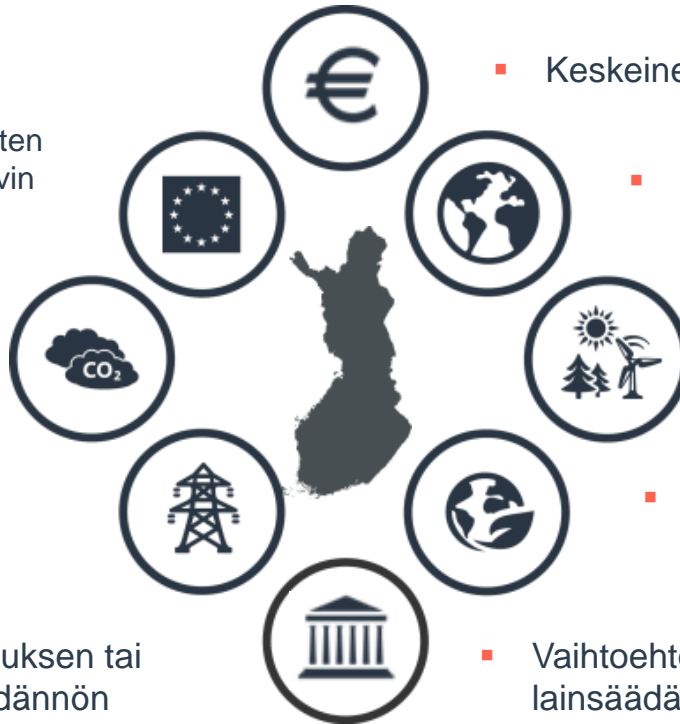 Keskeine
ten
vin
CO₂
uksen tai
dännön
Vaihtoehto
lainsäädä